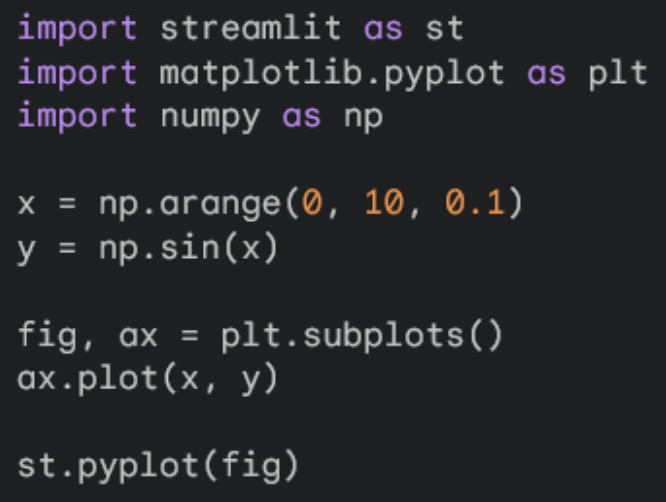 import streamlit as st
import matplotlib.pyplot as plt
import numpy as np
x = np.arange(0, 10, 0.1)
y = np.sin(x)
fig, ax = plt.subplots()
ax.plot(x, y)
st.pyplot(fig)